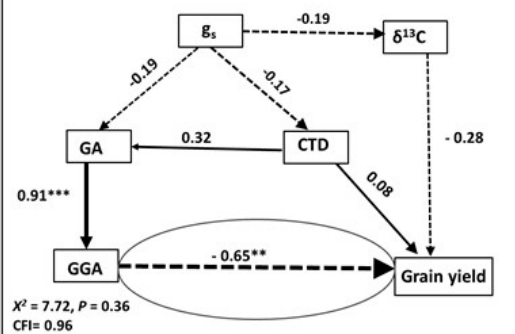 -0.19
gₛ
δ¹³C
-0.19
-0.17
- 0.28
GA
0.32
CTD
0.91***
0.08
GGA
- 0.65**
Grain yield
X² = 7.72, P = 0.36
CFI= 0.96